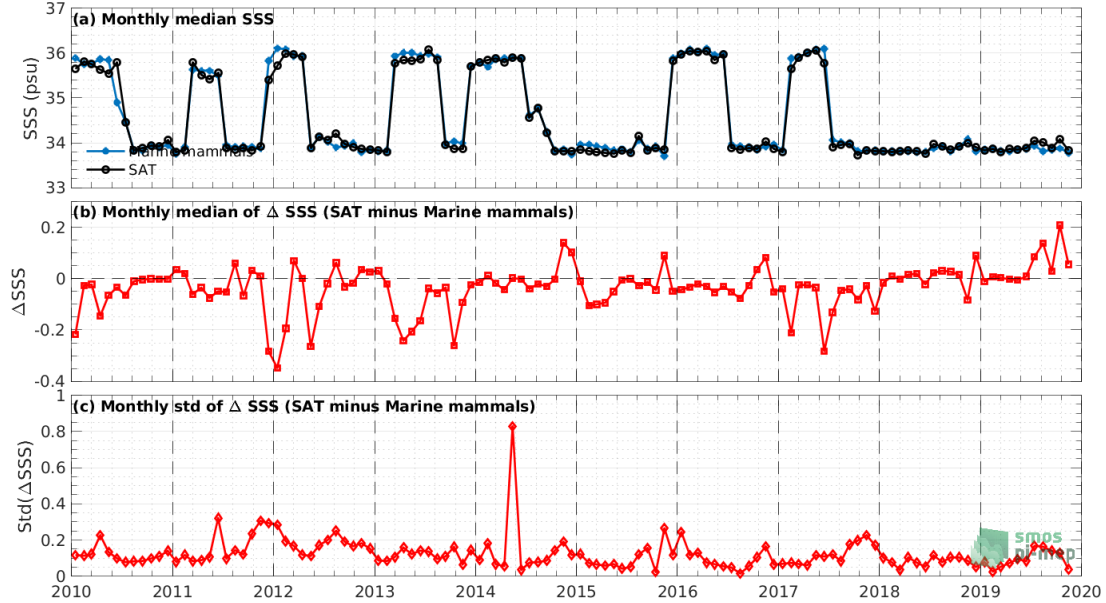 (a) Monthly median SSS
37
36
35
34
33
SSS (psu)
Marine mammals
SAT
(b) Monthly median of Δ SSS (SAT minus Marine mammals)
0.2
0
-0.2
-0.4
ΔSSS
(c) Monthly std of Δ SSS (SAT minus Marine mammals)
1
0.8
0.6
0.4
0.2
0
Std(ΔSSS)
smos
pi-mep
2010 2011 2012 2013 2014 2015 2016 2017 2018 2019 2020